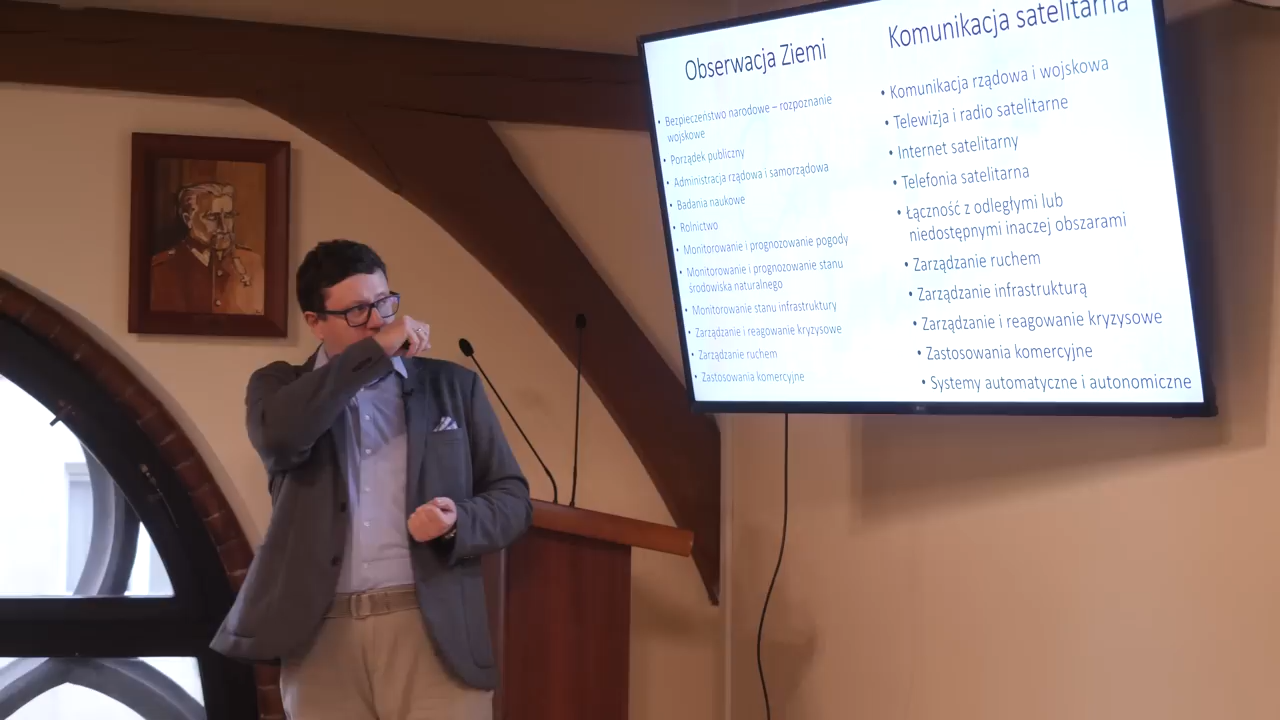 Obserwacja Ziemi
• Bezpieczeństwo narodowe – rozpoznanie
wojskowe
• Porządek publiczny
• Administracja rządowa i samorządowa
• Badania naukowe
• Rolnictwo
• Monitorowanie i prognozowanie pogody
• Monitorowanie i prognozowanie stanu
środowiska naturalnego
• Monitorowanie stanu infrastruktury
• Zarządzanie i reagowanie kryzysowe
• Zarządzanie ruchem
• Zastosowania komercyjne
Komunikacja satelitarna
• Komunikacja rządowa i wojskowa
• Telewizja i radio satelitarne
• Internet satelitarny
• Telefonia satelitarna
• Łączność z odległymi lub
niedostępnymi inaczej obszarami
• Zarządzanie ruchem
• Zarządzanie infrastrukturą
• Zarządzanie i reagowanie kryzysowe
• Zastosowania komercyjne
• Systemy automatyczne i autonomiczne